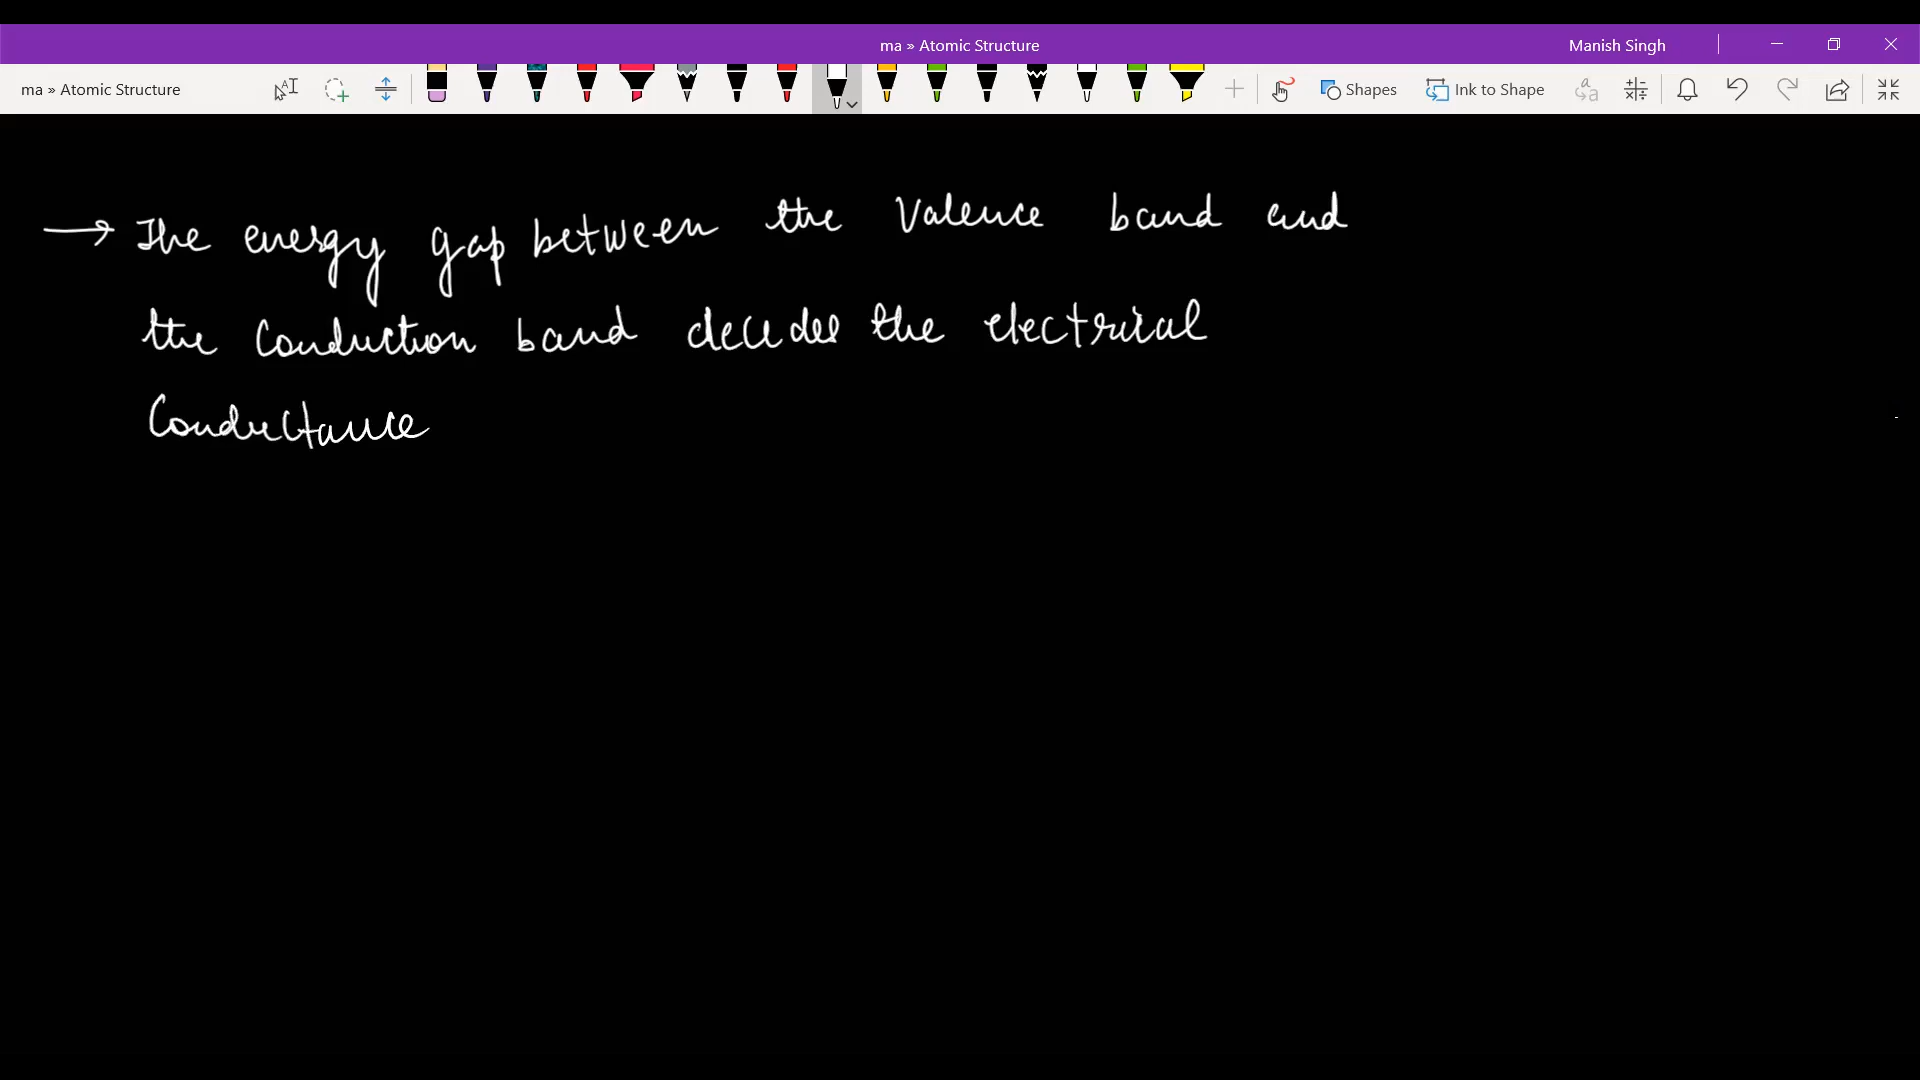 ma » Atomic Structure
Manish Singh
ma » Atomic Structure
Shapes
Ink to Shape
→ The energy gap between the Valence band and
the Conduction band decides the electrical
Conductance